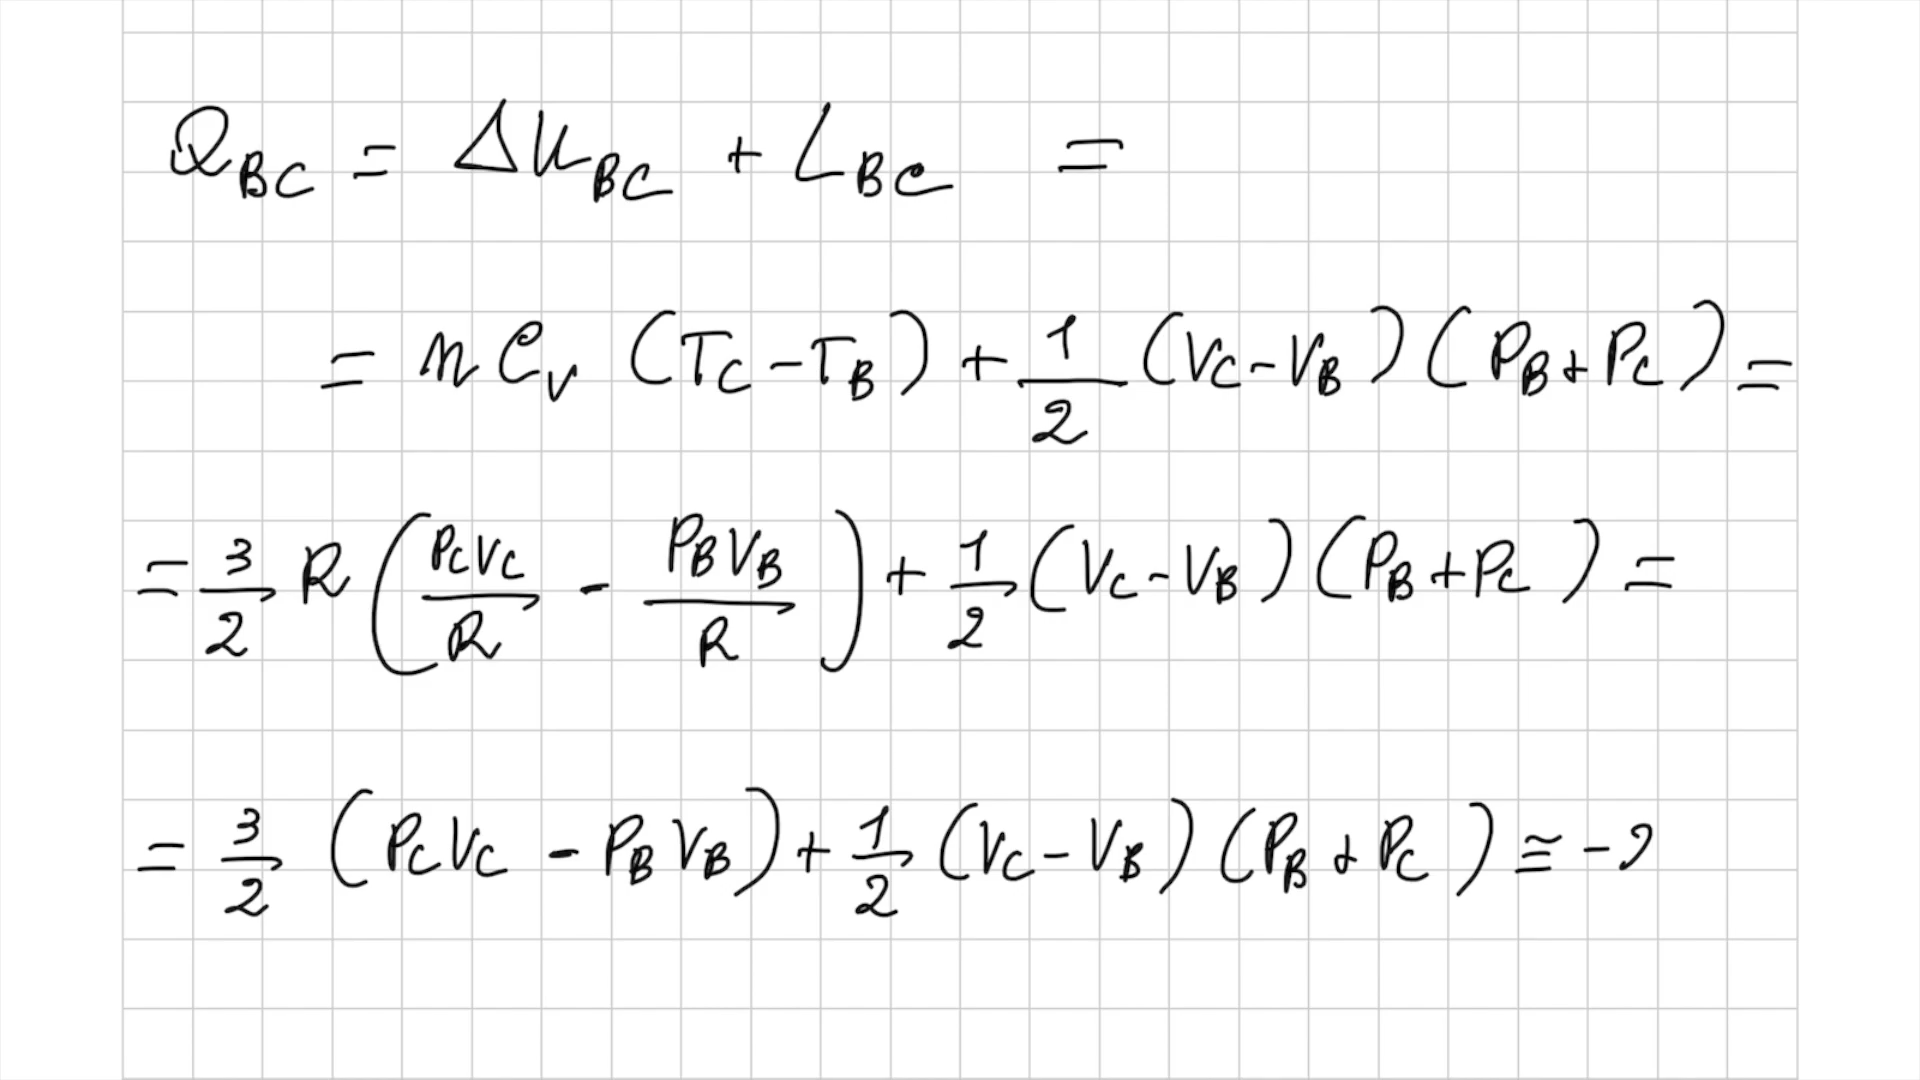 Q_BC = ΔU_BC + L_BC =
= n C_V (T_C - T_B) + 1/2 (V_C - V_B) (P_B + P_C) =
= 3/2 R (P_C V_C / R - P_B V_B / R) + 1/2 (V_C - V_B) (P_B + P_C) =
= 3/2 (P_C V_C - P_B V_B) + 1/2 (V_C - V_B) (P_B + P_C) ≅ -